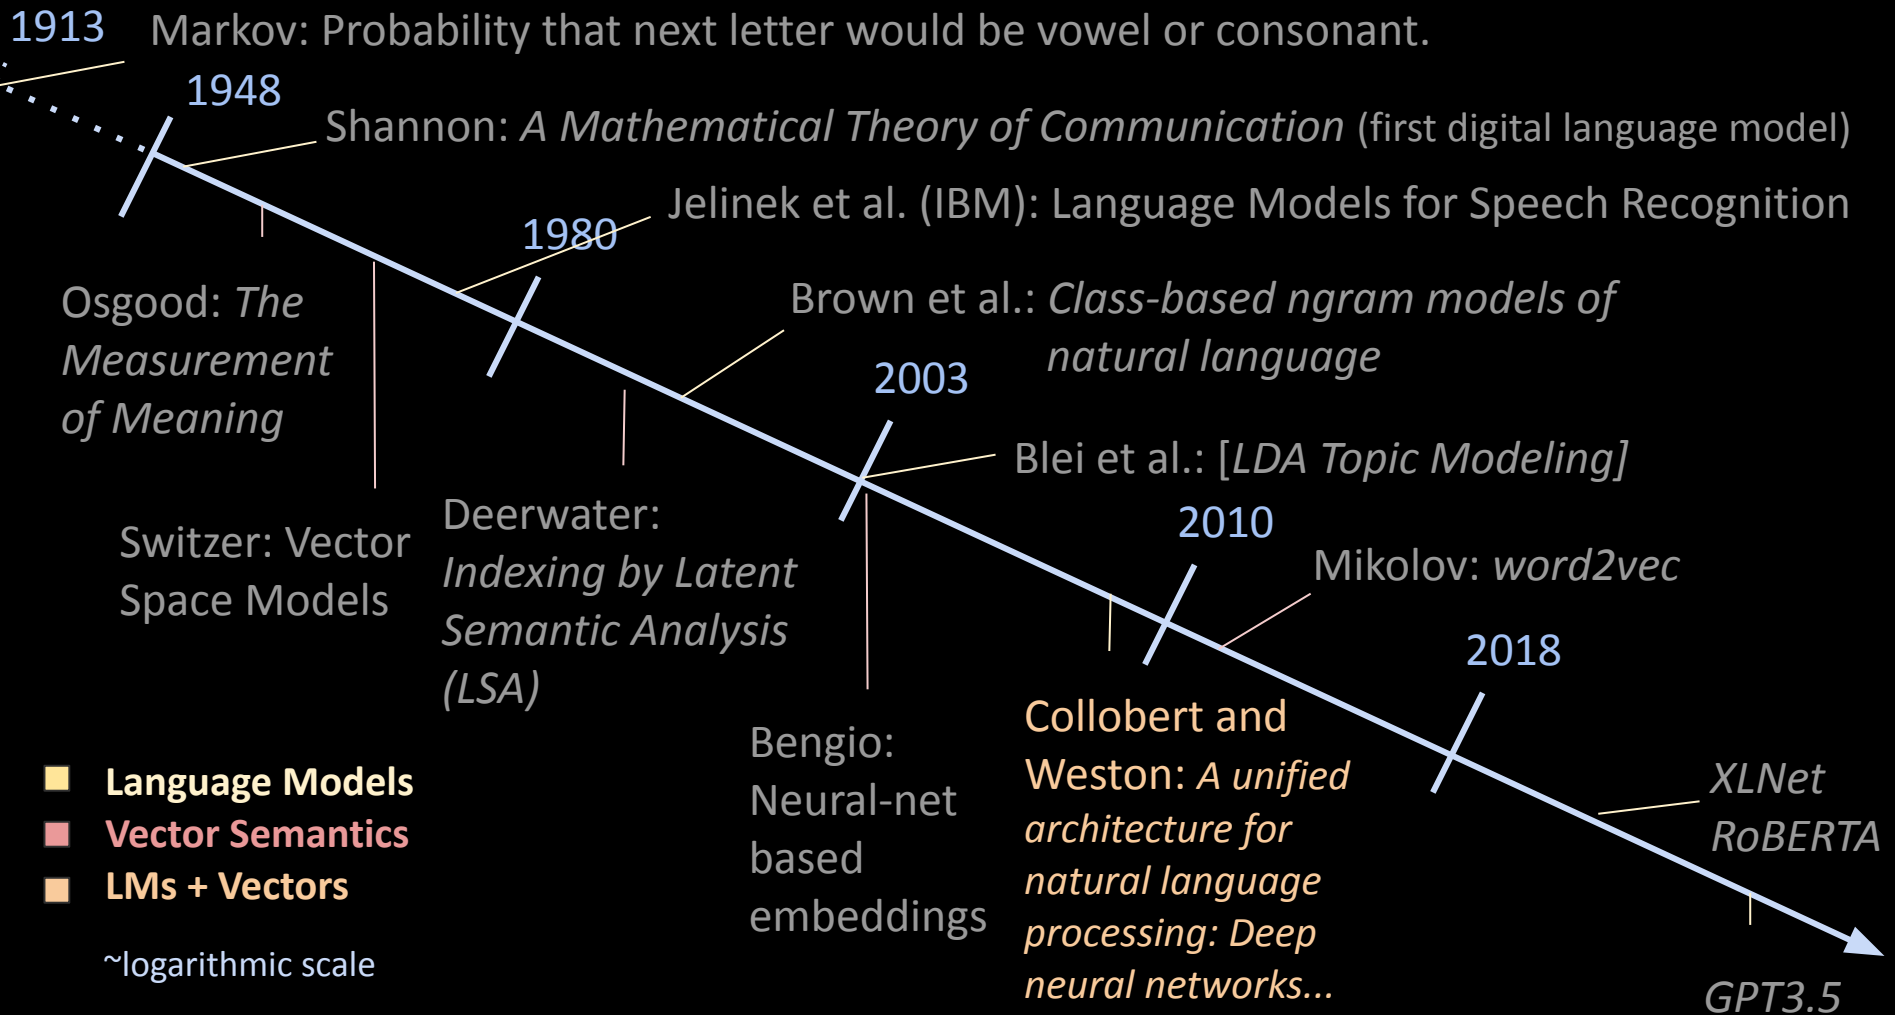 1913
Markov: Probability that next letter would be vowel or consonant.
1948
Shannon: A Mathematical Theory of Communication (first digital language model)
Jelinek et al. (IBM): Language Models for Speech Recognition
1980
Osgood: The
Measurement
of Meaning
Brown et al.: Class-based ngram models of
natural language
2003
Switzer: Vector
Space Models
Deerwater:
Indexing by Latent
Semantic Analysis
(LSA)
Blei et al.: [LDA Topic Modeling]
2010
Mikolov: word2vec
2018
Bengio:
Neural-net
based
embeddings
Collobert and
Weston: A unified
architecture for
natural language
processing: Deep
neural networks...
XLNet
RoBERTA
GPT3.5
Language Models
Vector Semantics
LMs + Vectors
~logarithmic scale